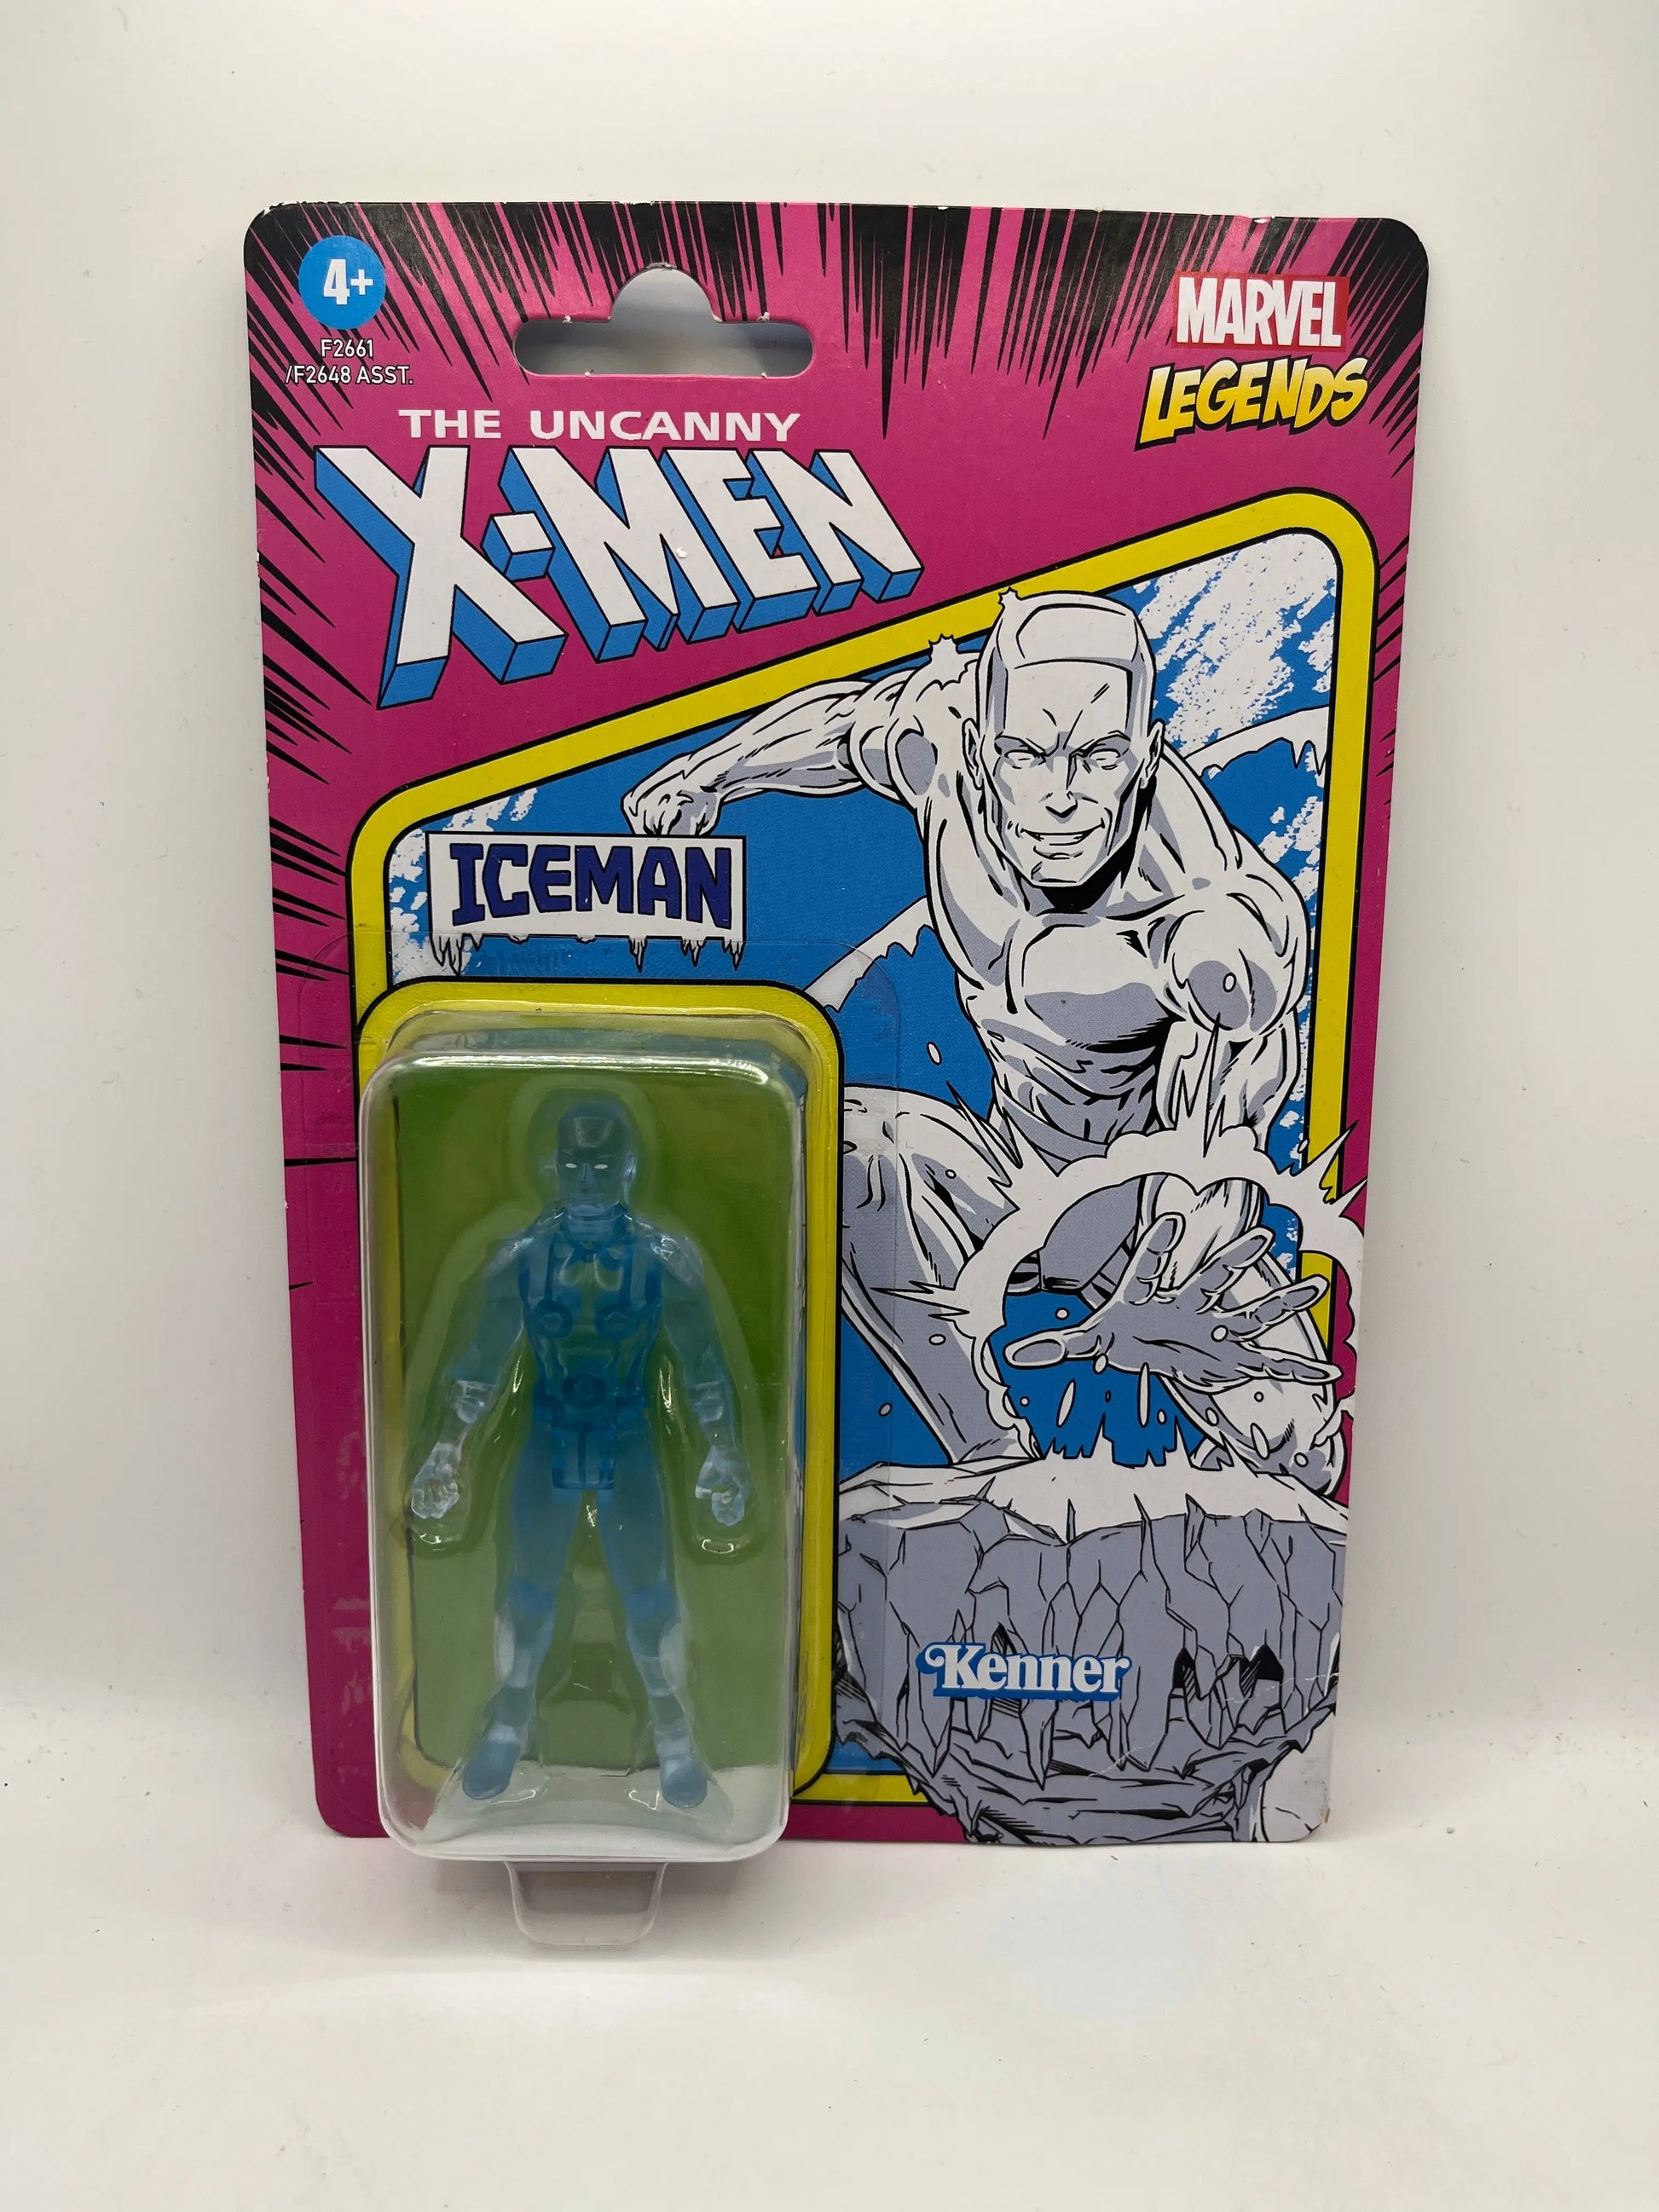 4+
F2661
/F2648 ASST.
MARVEL
LEGENDS
THE UNCANNY
X-MEN
ICEMAN
Kenner